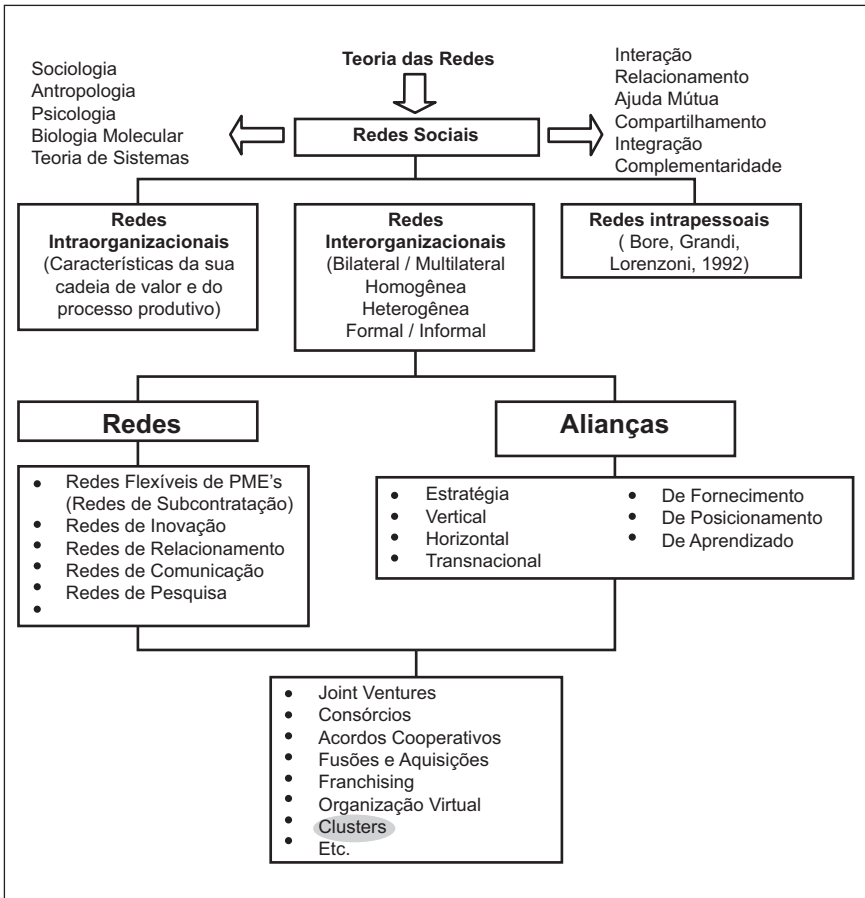 Teoria das Redes
Sociologia
Antropologia
Psicologia
Biologia Molecular
Teoria de Sistemas
Redes Sociais
Interação
Relacionamento
Ajuda Mútua
Compartilhamento
Integração
Complementaridade
Redes
Intraorganizacionais
(Características da sua
cadeia de valor e do
processo produtivo)
Redes
Interorganizacionais
(Bilateral / Multilateral
Homogênea
Heterogênea
Formal / Informal
Redes intrapessoais
( Bore, Grandi,
Lorenzoni, 1992)
Redes
• Redes Flexíveis de PME's
(Redes de Subcontratação)
• Redes de Inovação
• Redes de Relacionamento
• Redes de Comunicação
• Redes de Pesquisa
•
Alianças
• Estratégia
• Vertical
• Horizontal
• Transnacional
• De Fornecimento
• De Posicionamento
• De Aprendizado
• Joint Ventures
• Consórcios
• Acordos Cooperativos
• Fusões e Aquisições
• Franchising
• Organização Virtual
• Clusters
• Etc.